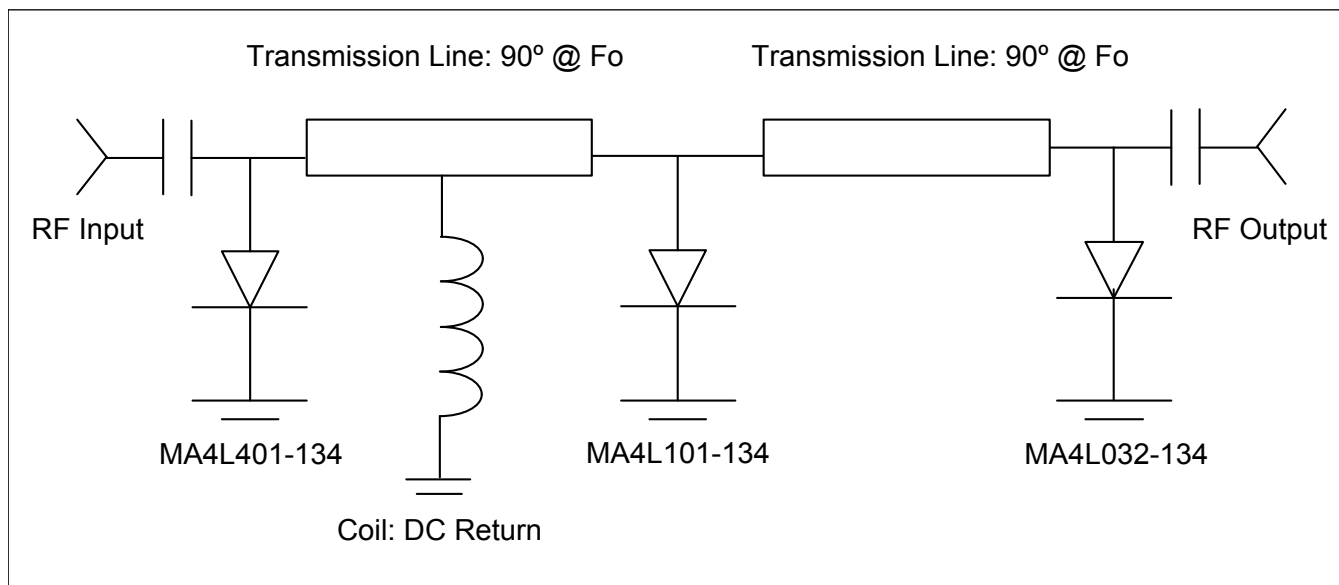 Transmission Line: 90º @ Fo
Transmission Line: 90º @ Fo
RF Input
RF Output
MA4L401-134
MA4L101-134
MA4L032-134
Coil: DC Return